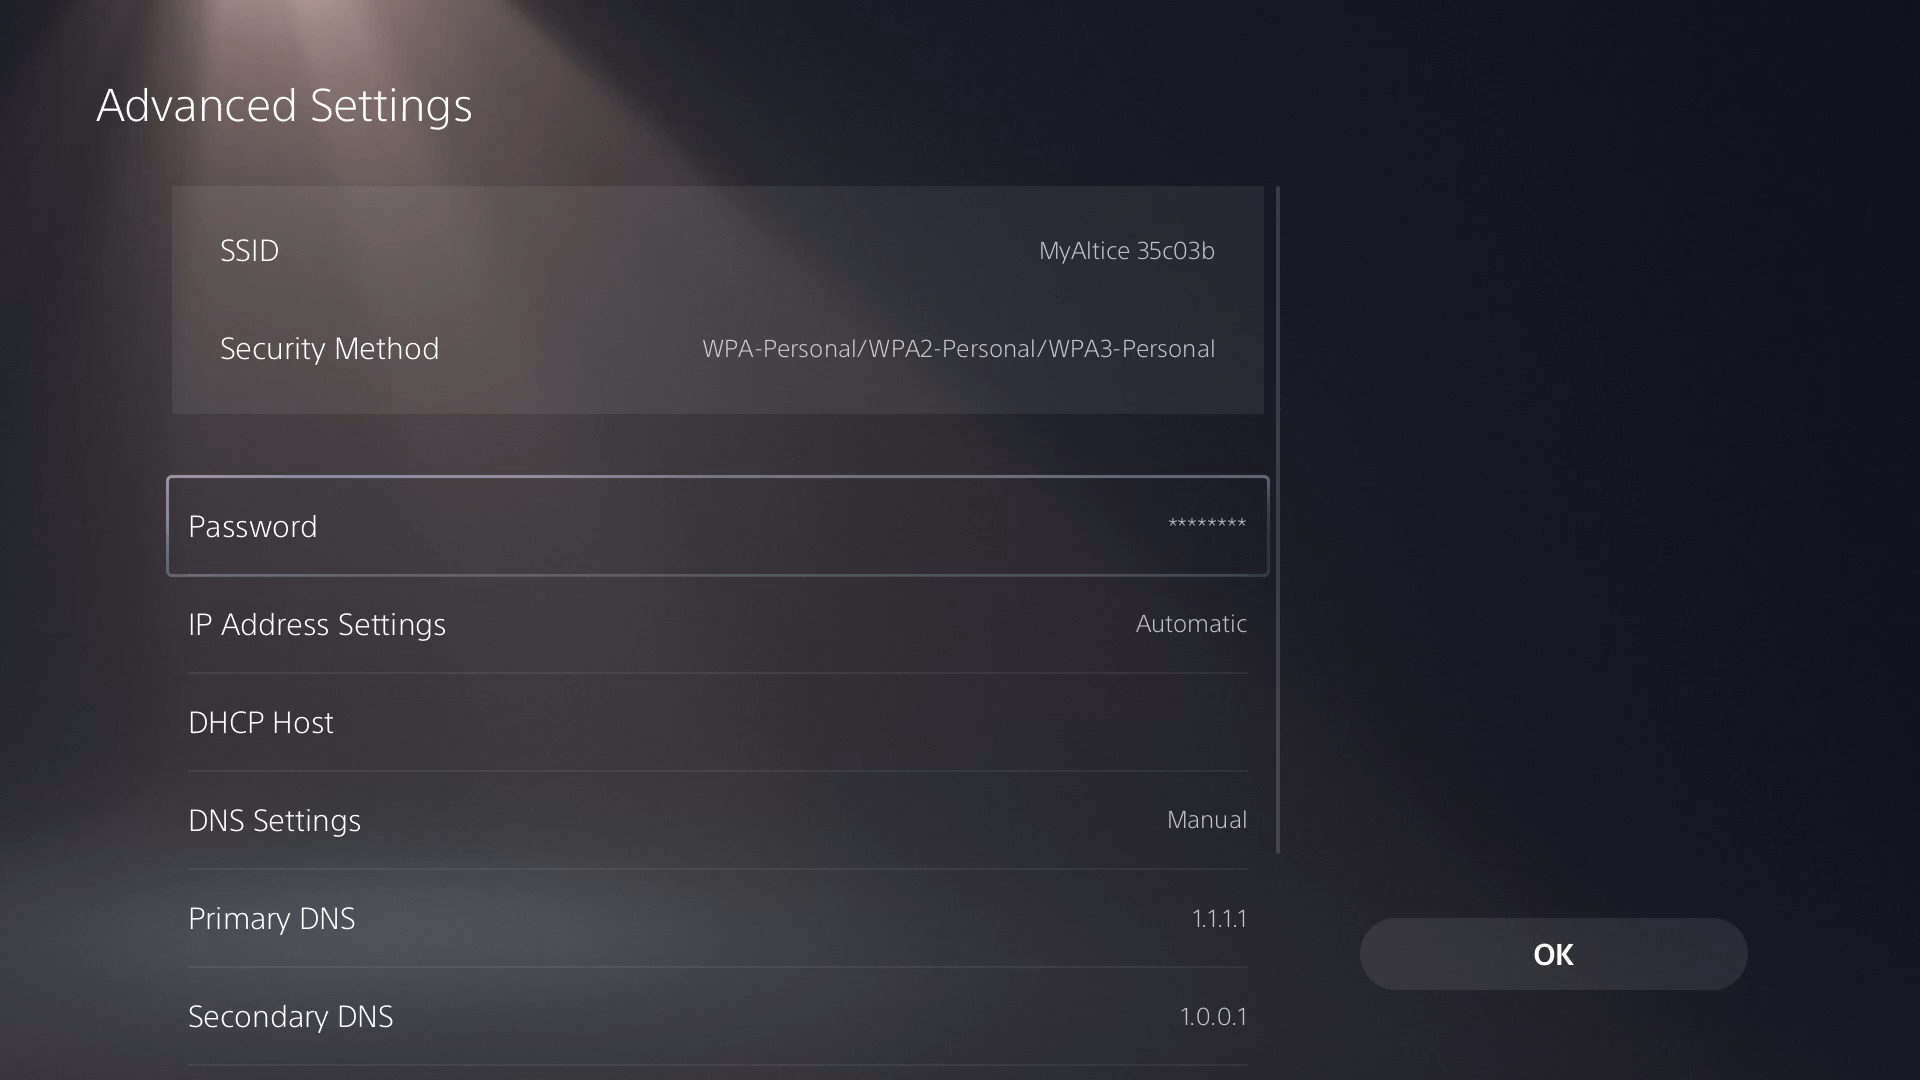 Advanced Settings
SSID MyAltice 35c03b
Security Method WPA-Personal/WPA2-Personal/WPA3-Personal
Password ********
IP Address Settings Automatic
DHCP Host
DNS Settings Manual
Primary DNS 1.1.1.1
OK
Secondary DNS 1.0.0.1